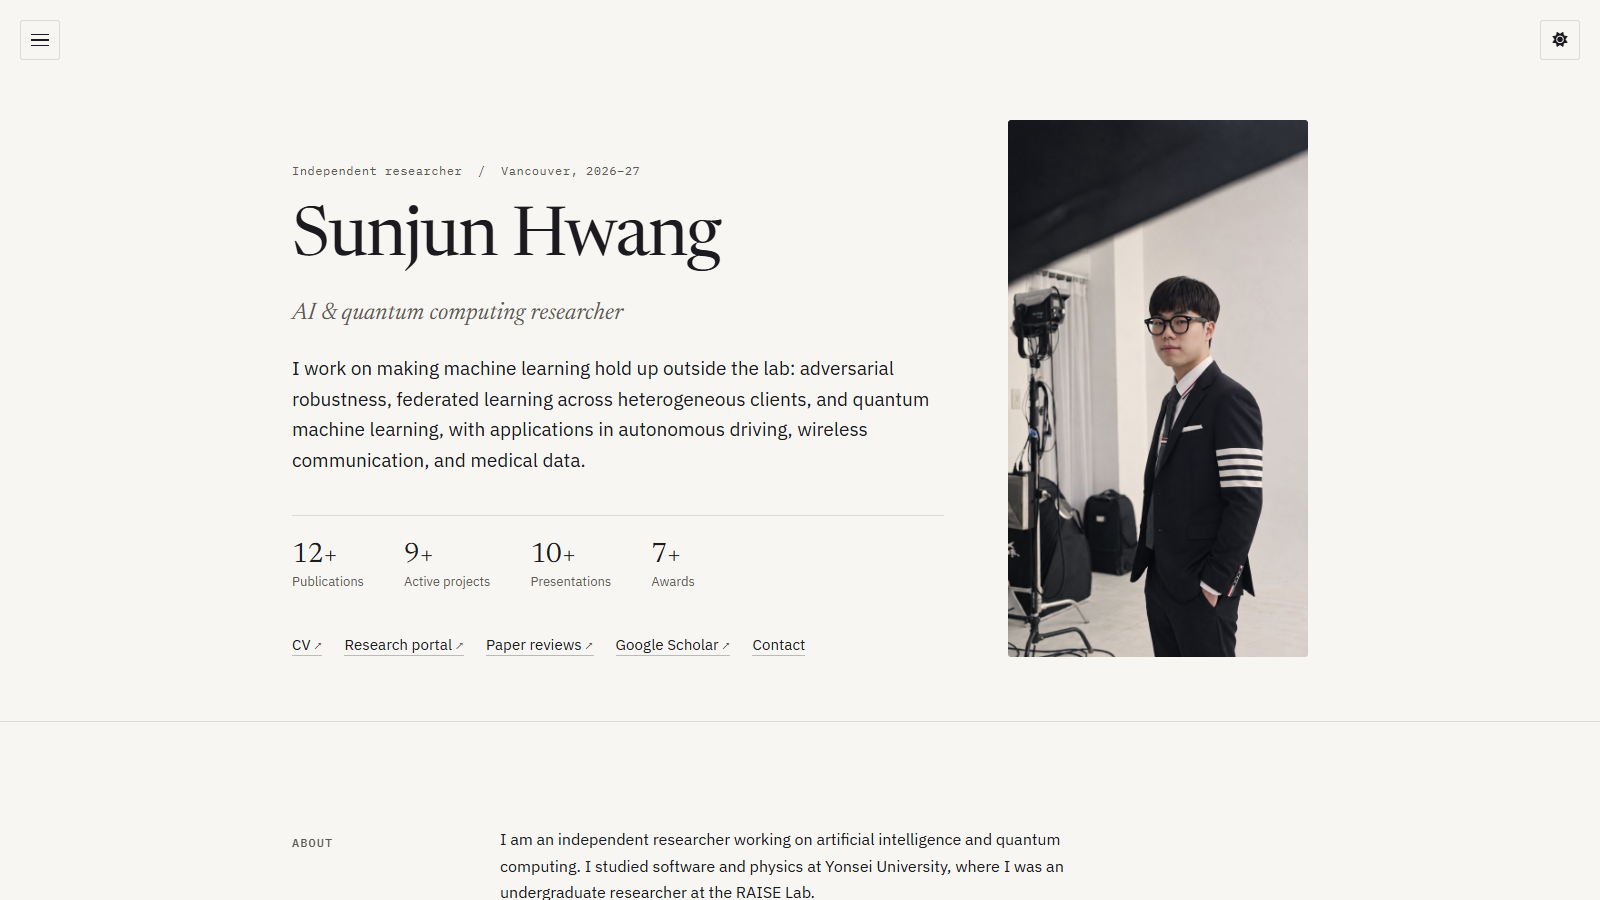 Independent researcher / Vancouver, 2026–27
Sunjun Hwang
AI & quantum computing researcher
I work on making machine learning hold up outside the lab: adversarial
robustness, federated learning across heterogeneous clients, and quantum
machine learning, with applications in autonomous driving, wireless
communication, and medical data.
12+ 9+ 10+ 7+
Publications Active projects Presentations Awards
CV ↗ Research portal ↗ Paper reviews ↗ Google Scholar ↗ Contact
ABOUT
I am an independent researcher working on artificial intelligence and quantum
computing. I studied software and physics at Yonsei University, where I was an
undergraduate researcher at the RAISE Lab.